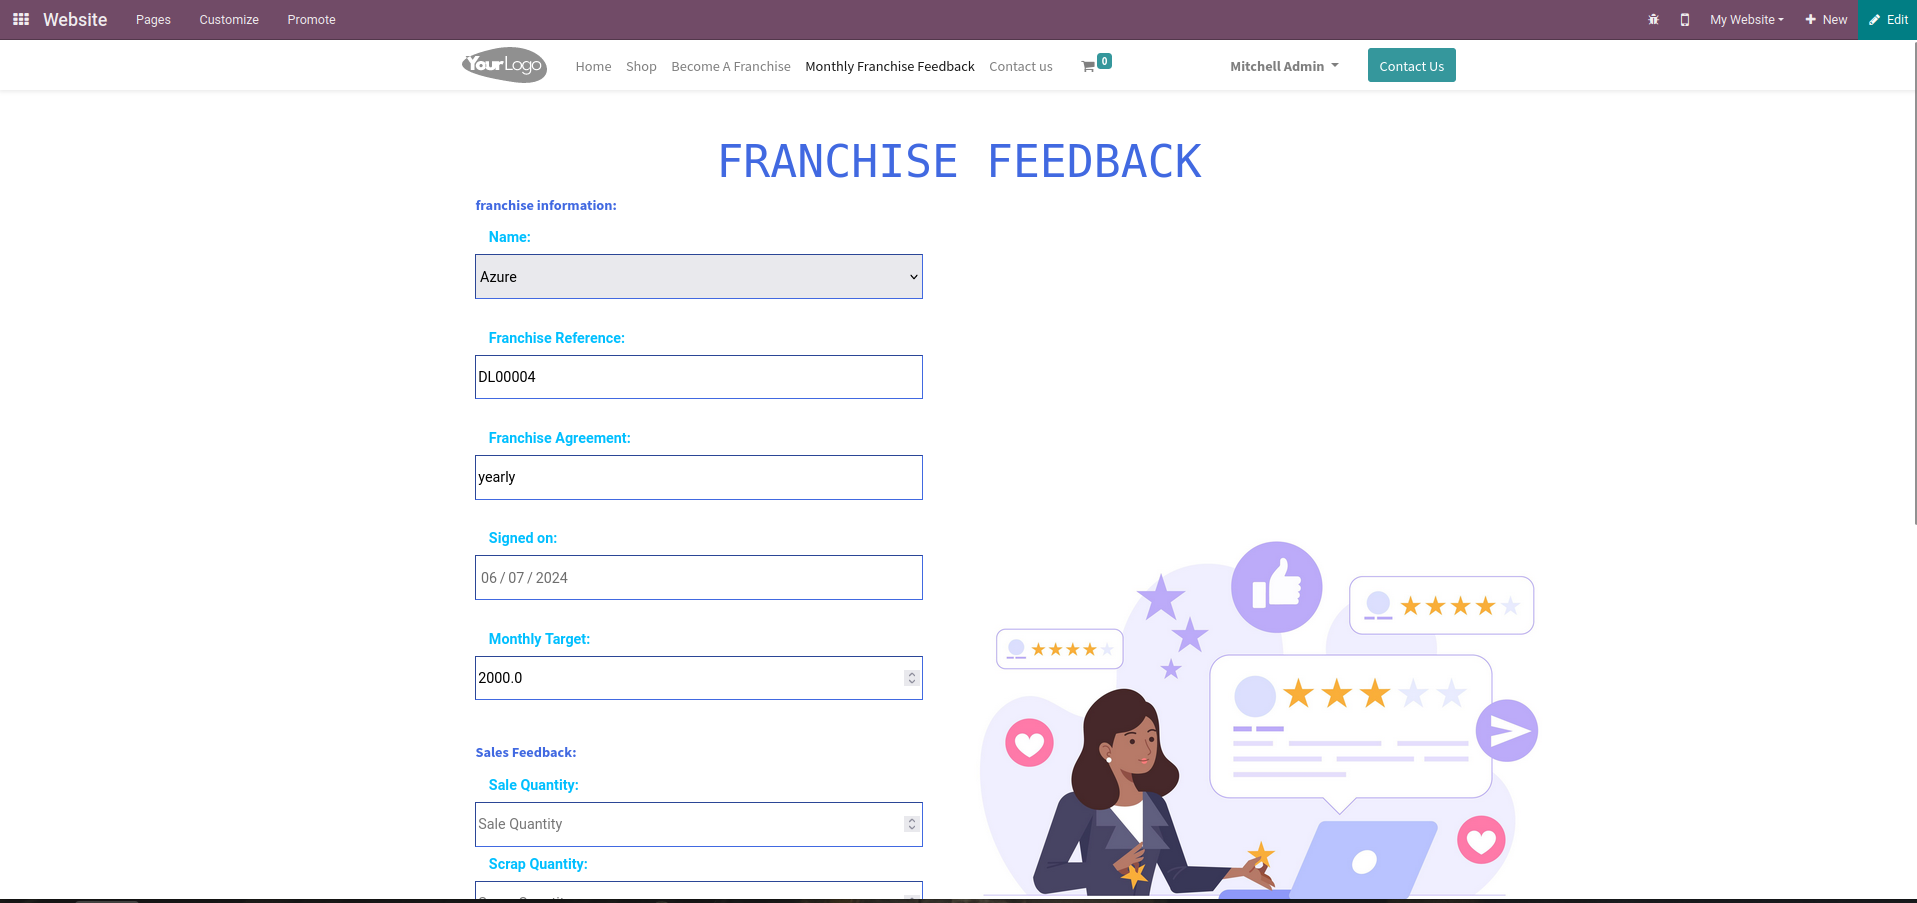 Website Pages Customize Promote My Website New Edit
YourLogo Home Shop Become A Franchise Monthly Franchise Feedback Contact us 0 Mitchell Admin Contact Us
FRANCHISE FEEDBACK
franchise information:
Name:
Azure
Franchise Reference:
DL00004
Franchise Agreement:
yearly
Signed on:
06 / 07 / 2024
Monthly Target:
2000.0
Sales Feedback:
Sale Quantity:
Sale Quantity
Scrap Quantity: